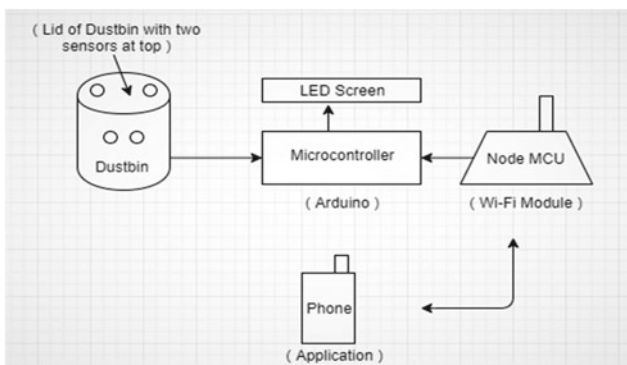 ( Lid of Dustbin with two
sensors at top )
LED Screen
Dustbin
Microcontroller
Node MCU
( Arduino )
( Wi-Fi Module )
Phone
( Application )